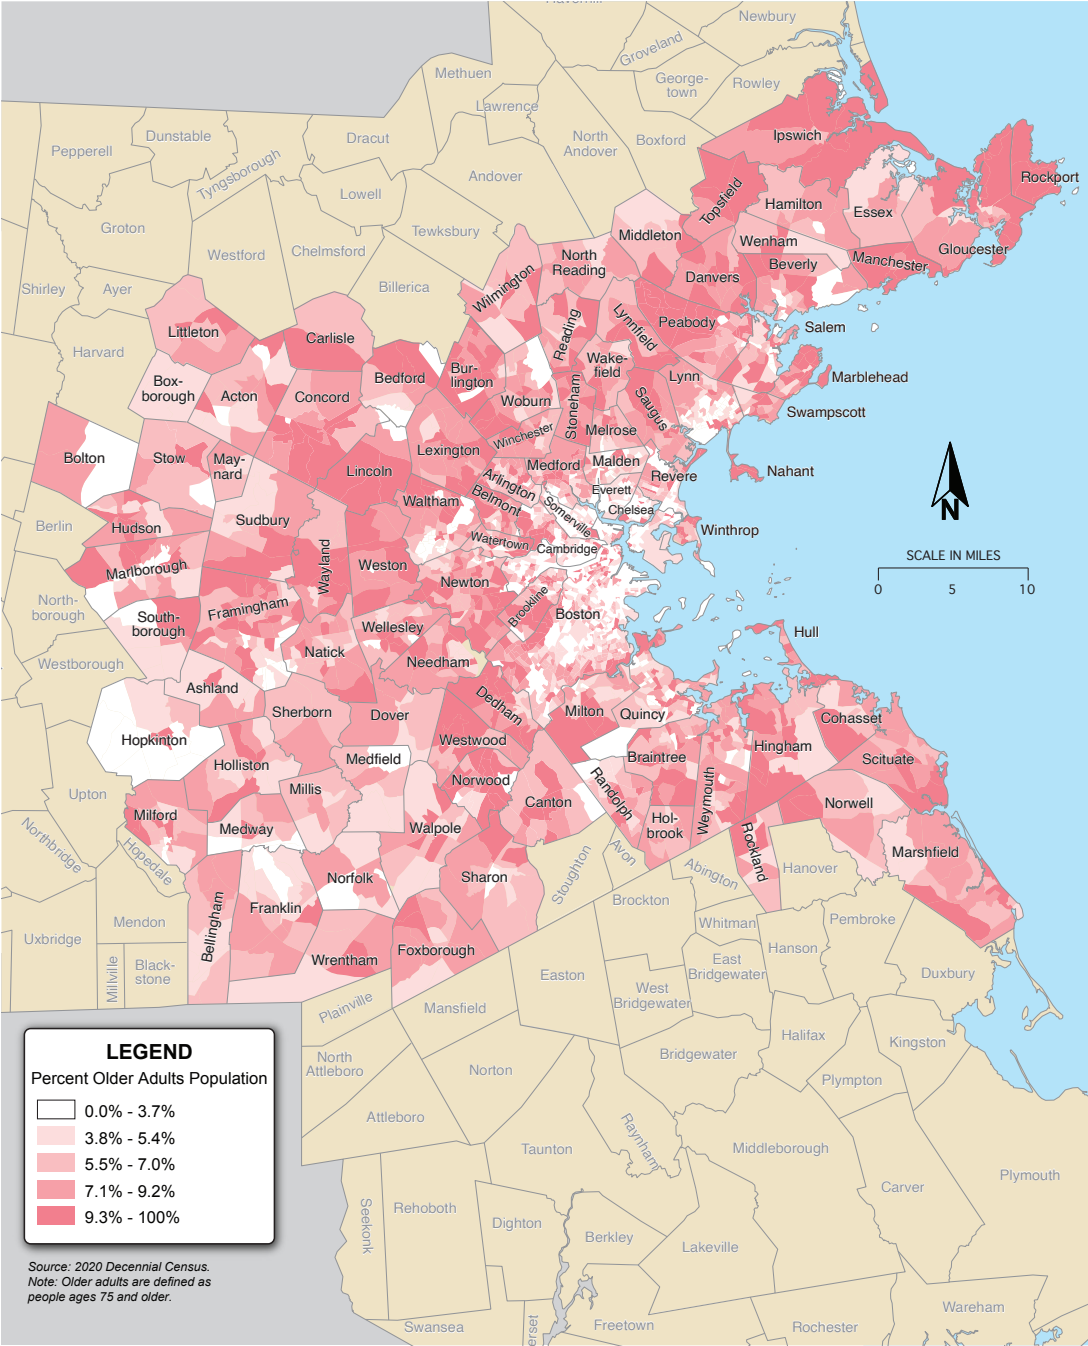 Haverhill
Newbury
Groveland
Methuen
George-
town
Rowley
Lawrence
Dunstable
Dracut
North
Andover
Boxford
Ipswich
Pepperell
Tyngsborough
Andover
Rockport
Lowell
Topsfield
Hamilton
Essex
Groton
Tewksbury
Middleton
Wenham
Gloucester
Westford
Chelmsford
North
Reading
Beverly
Manchester
Danvers
Shirley
Ayer
Billerica
Wilmington
Littleton
Carlisle
Reading
Lynnfield
Peabody
Salem
Harvard
Box-
borough
Acton
Concord
Bedford
Bur-
lington
Wake-
field
Lynn
Marblehead
Woburn
Stoneham
Saugus
Swampscott
Winchester
Melrose
Bolton
Stow
May-
nard
Lincoln
Lexington
Medford
Malden
Revere
Nahant
Arlington
Belmont
Everett
Waltham
Somerville
Chelsea
Berlin
Hudson
Sudbury
Watertown
Cambridge
Winthrop
N
SCALE IN MILES
0 5 10
Marlborough
Wayland
Weston
Newton
North-
borough
South-
borough
Framingham
Brookline
Boston
Wellesley
Hull
Westborough
Natick
Needham
Ashland
Sherborn
Dover
Dedham
Milton
Quincy
Cohasset
Hopkinton
Holliston
Medfield
Westwood
Braintree
Hingham
Scituate
Upton
Millis
Norwood
Canton
Randolph
Weymouth
Norwell
Milford
Medway
Walpole
Hol-
brook
Northbridge
Hopedale
Rockland
Marshfield
Norfolk
Sharon
Stoughton
Avon
Abington
Hanover
Franklin
Bellingham
Brockton
Mendon
Whitman
Pembroke
Uxbridge
Foxborough
Hanson
Millville
Black-
stone
Wrentham
Easton
East
Bridgewater
Duxbury
West
Bridgewater
Plainville
Mansfield
Halifax
Kingston
North
Attleboro
Norton
Bridgewater
Plympton
Attleboro
Raynham
Taunton
Middleborough
Plymouth
Carver
Seekonk
Rehoboth
Dighton
Berkley
Lakeville
Swansea
Freetown
Rochester
Wareham
LEGEND
Percent Older Adults Population
0.0% - 3.7%
3.8% - 5.4%
5.5% - 7.0%
7.1% - 9.2%
9.3% - 100%
Source: 2020 Decennial Census.
Note: Older adults are defined as
people ages 75 and older.